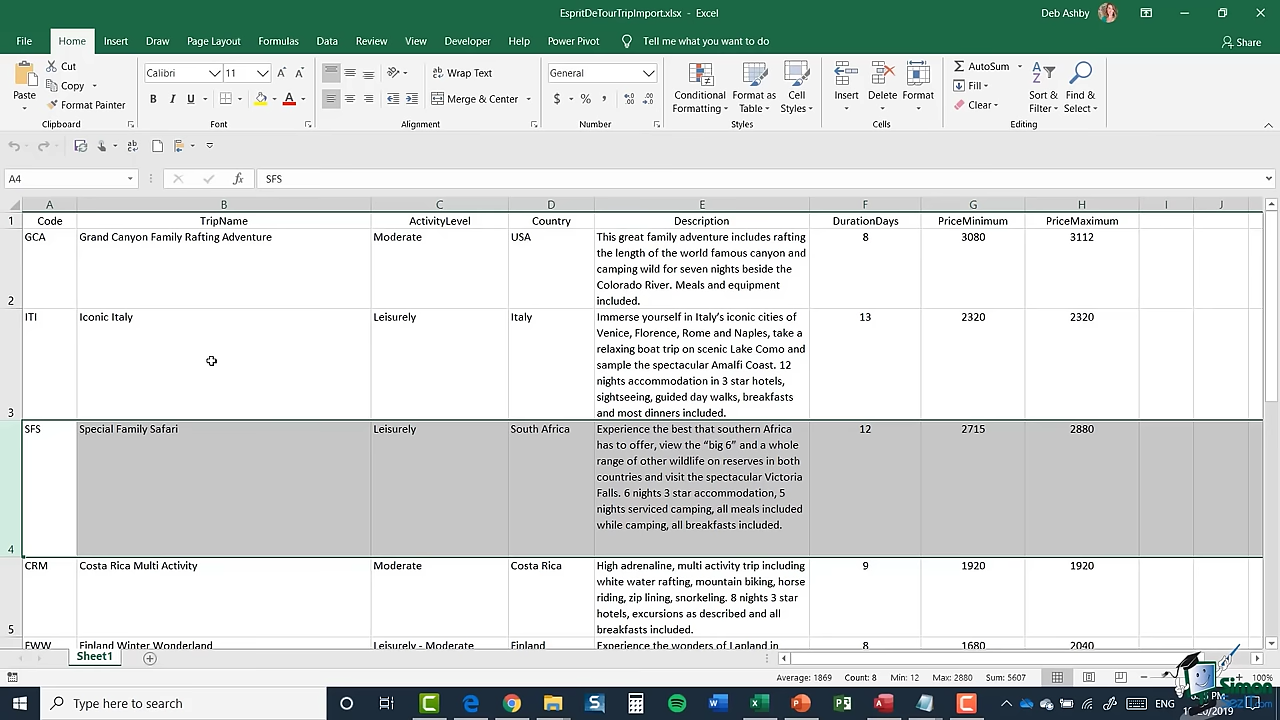 EspritDeTourTripImport.xlsx - Excel
Deb Ashby
File Home Insert Draw Page Layout Formulas Data Review View Developer Help Power Pivot Tell me what you want to do
Share
Paste
Cut
Copy
Format Painter
Clipboard
Calibri 11
B I U
Font
Wrap Text
Merge & Center
Alignment
General
$ % ,
Number
Conditional Formatting
Format as Table
Cell Styles
Styles
Insert Delete Format
Cells
AutoSum
Fill
Clear
Sort & Filter
Find & Select
Editing
A4
fx SFS
A B C D E F G H I J
1 Code TripName ActivityLevel Country Description DurationDays PriceMinimum PriceMaximum
GCA Grand Canyon Family Rafting Adventure Moderate USA This great family adventure includes rafting 8 3080 3112
the length of the world famous canyon and
camping wild for seven nights beside the
Colorado River. Meals and equipment
2 included.
ITI Iconic Italy Leisurely Italy Immerse yourself in Italy's iconic cities of 13 2320 2320
Venice, Florence, Rome and Naples, take a
relaxing boat trip on scenic Lake Como and
sample the spectacular Amalfi Coast. 12
nights accommodation in 3 star hotels,
sightseeing, guided day walks, breakfasts
3 and most dinners included.
SFS Special Family Safari Leisurely South Africa Experience the best that southern Africa 12 2715 2880
has to offer, view the “big 6” and a whole
range of other wildlife on reserves in both
countries and visit the spectacular Victoria
Falls. 6 nights 3 star accommodation, 5
nights serviced camping, all meals included
while camping, all breakfasts included.
4
CRM Costa Rica Multi Activity Moderate Costa Rica High adrenaline, multi activity trip including 9 1920 1920
white water rafting, mountain biking, horse
riding, zip lining, snorkeling. 8 nights 3 star
hotels, excursions as described and all
5 breakfasts included.
FWW Finland Winter Wonderland Leisurely - Moderate Finland Experience the wonders of Lapland in 8 1680 2040
Sheet1
Average: 1869 Count: 8 Min: 12 Max: 2880 Sum: 5607 100%
Type here to search
ENG
Simon